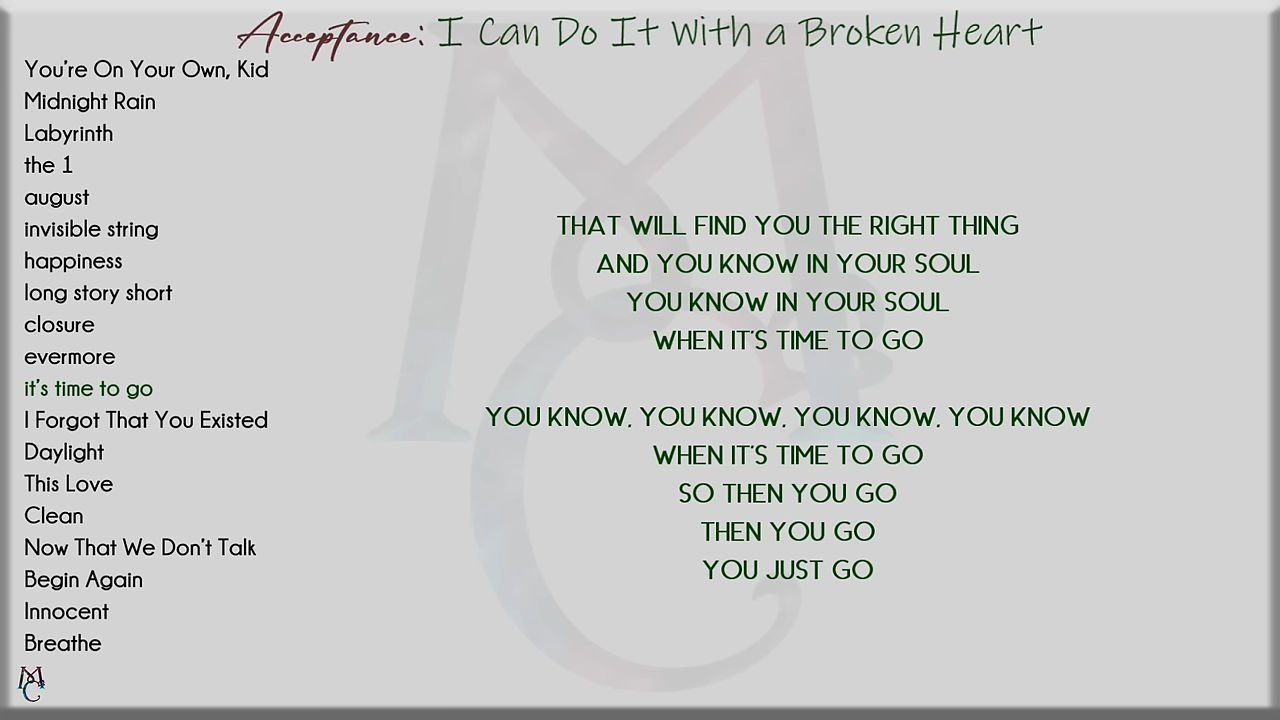 Acceptance: I Can Do It With a Broken Heart
You're On Your Own, Kid
Midnight Rain
Labyrinth
the 1
august
invisible string
happiness
long story short
closure
evermore
it's time to go
I Forgot That You Existed
Daylight
This Love
Clean
Now That We Don't Talk
Begin Again
Innocent
Breathe
THAT WILL FIND YOU THE RIGHT THING
AND YOU KNOW IN YOUR SOUL
YOU KNOW IN YOUR SOUL
WHEN IT'S TIME TO GO
YOU KNOW, YOU KNOW, YOU KNOW, YOU KNOW
WHEN IT'S TIME TO GO
SO THEN YOU GO
THEN YOU GO
YOU JUST GO